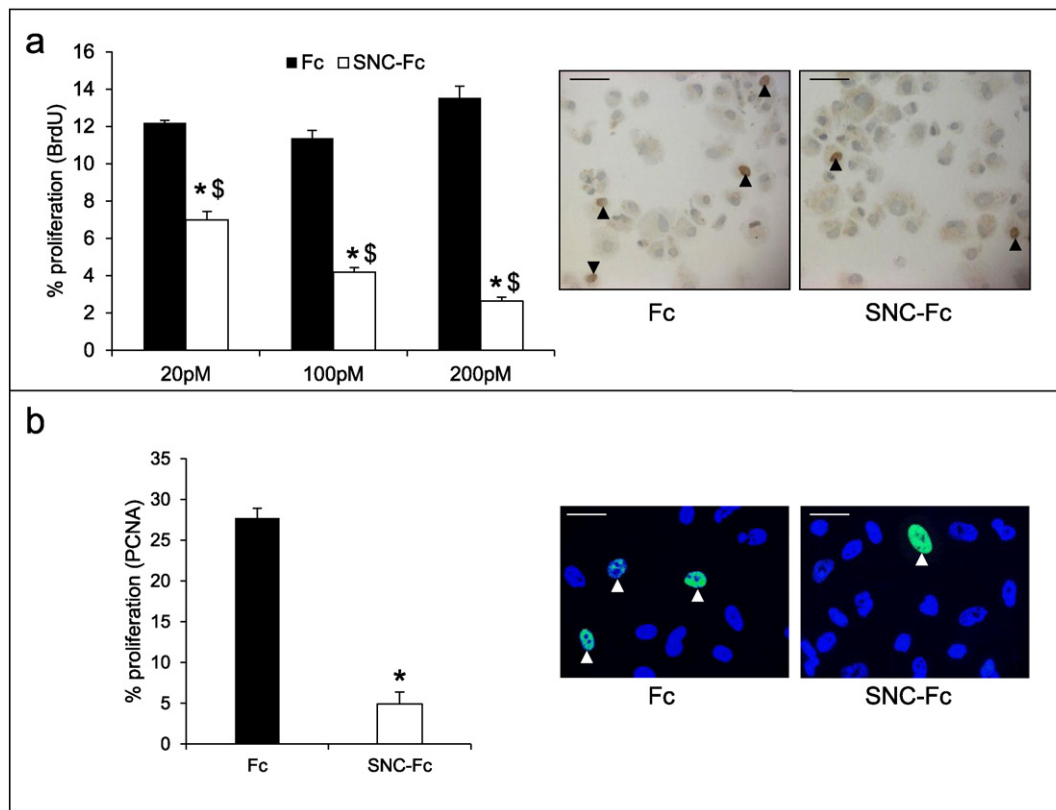 a
% proliferation (BrdU)
16
14
12
10
8
6
4
2
0
Fc SNC-Fc
* $
* $
* $
20pM 100pM 200pM
Fc SNC-Fc
b
% proliferation (PCNA)
35
30
25
20
15
10
5
0
*
Fc SNC-Fc
Fc SNC-Fc